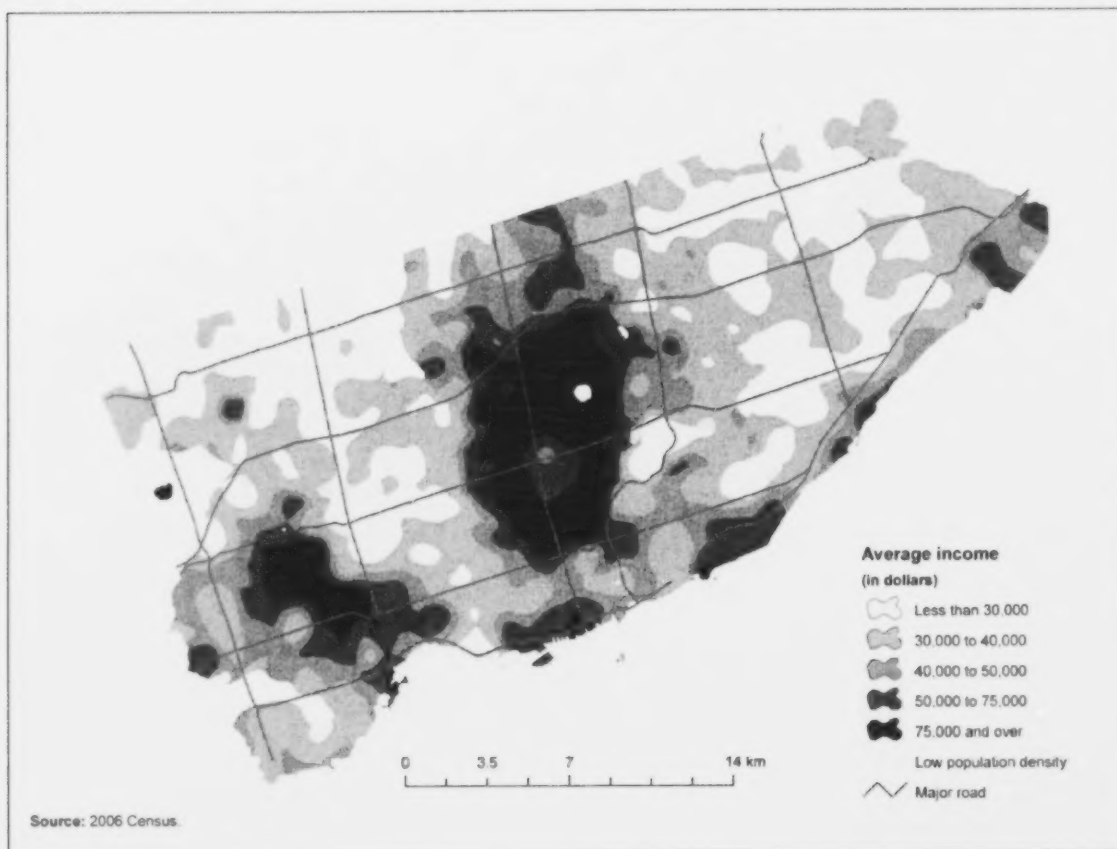 Average income
(in dollars)
Less than 30,000
30,000 to 40,000
40,000 to 50,000
50,000 to 75,000
75,000 and over
Low population density
Major road
0 3.5 7 14 km
Source: 2006 Census.